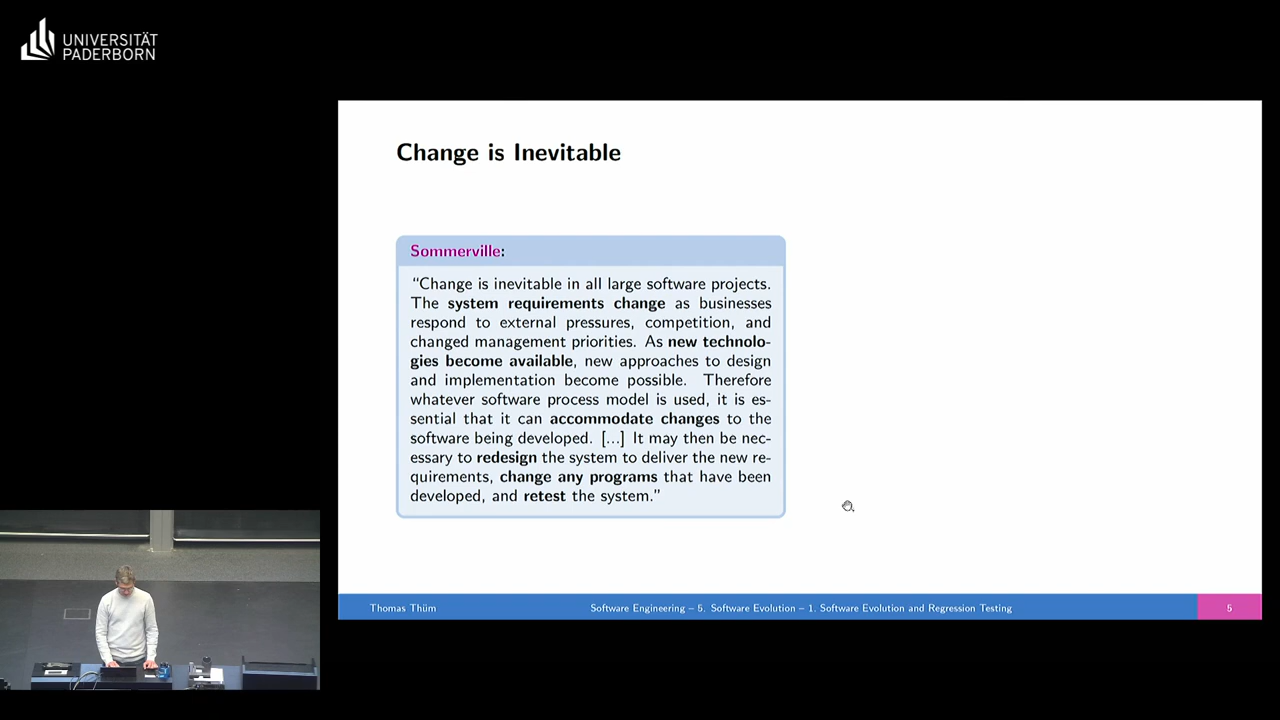 UNIVERSITÄT
PADERBORN
Change is Inevitable
Sommerville:
“Change is inevitable in all large software projects.
The system requirements change as businesses
respond to external pressures, competition, and
changed management priorities. As new technolo-
gies become available, new approaches to design
and implementation become possible. Therefore
whatever software process model is used, it is es-
sential that it can accommodate changes to the
software being developed. [...] It may then be nec-
essary to redesign the system to deliver the new re-
quirements, change any programs that have been
developed, and retest the system.”
Thomas Thüm
Software Engineering – 5. Software Evolution – 1. Software Evolution and Regression Testing
5